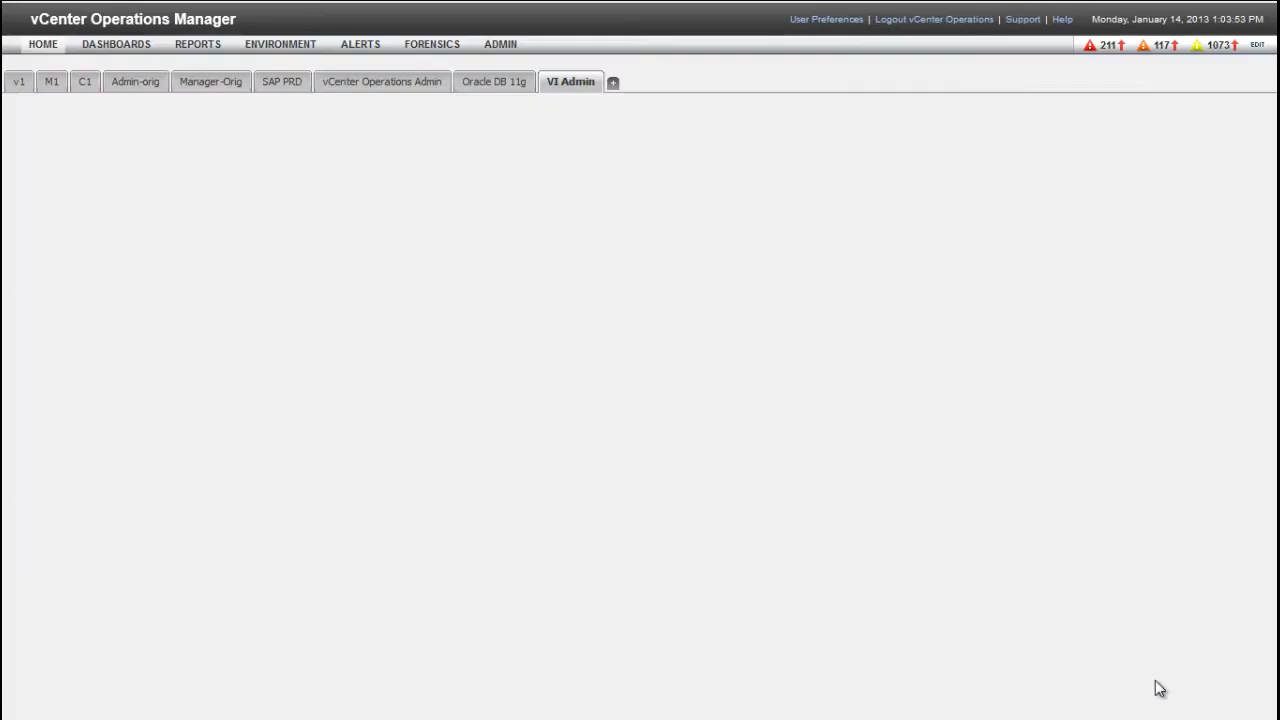 vCenter Operations Manager
User Preferences | Logout vCenter Operations | Support | Help Monday, January 14, 2013 1:03:53 PM
HOME DASHBOARDS REPORTS ENVIRONMENT ALERTS FORENSICS ADMIN
211 117 1073 EDIT
v1 M1 C1 Admin-orig Manager-Orig SAP PRD vCenter Operations Admin Oracle DB 11g VI Admin